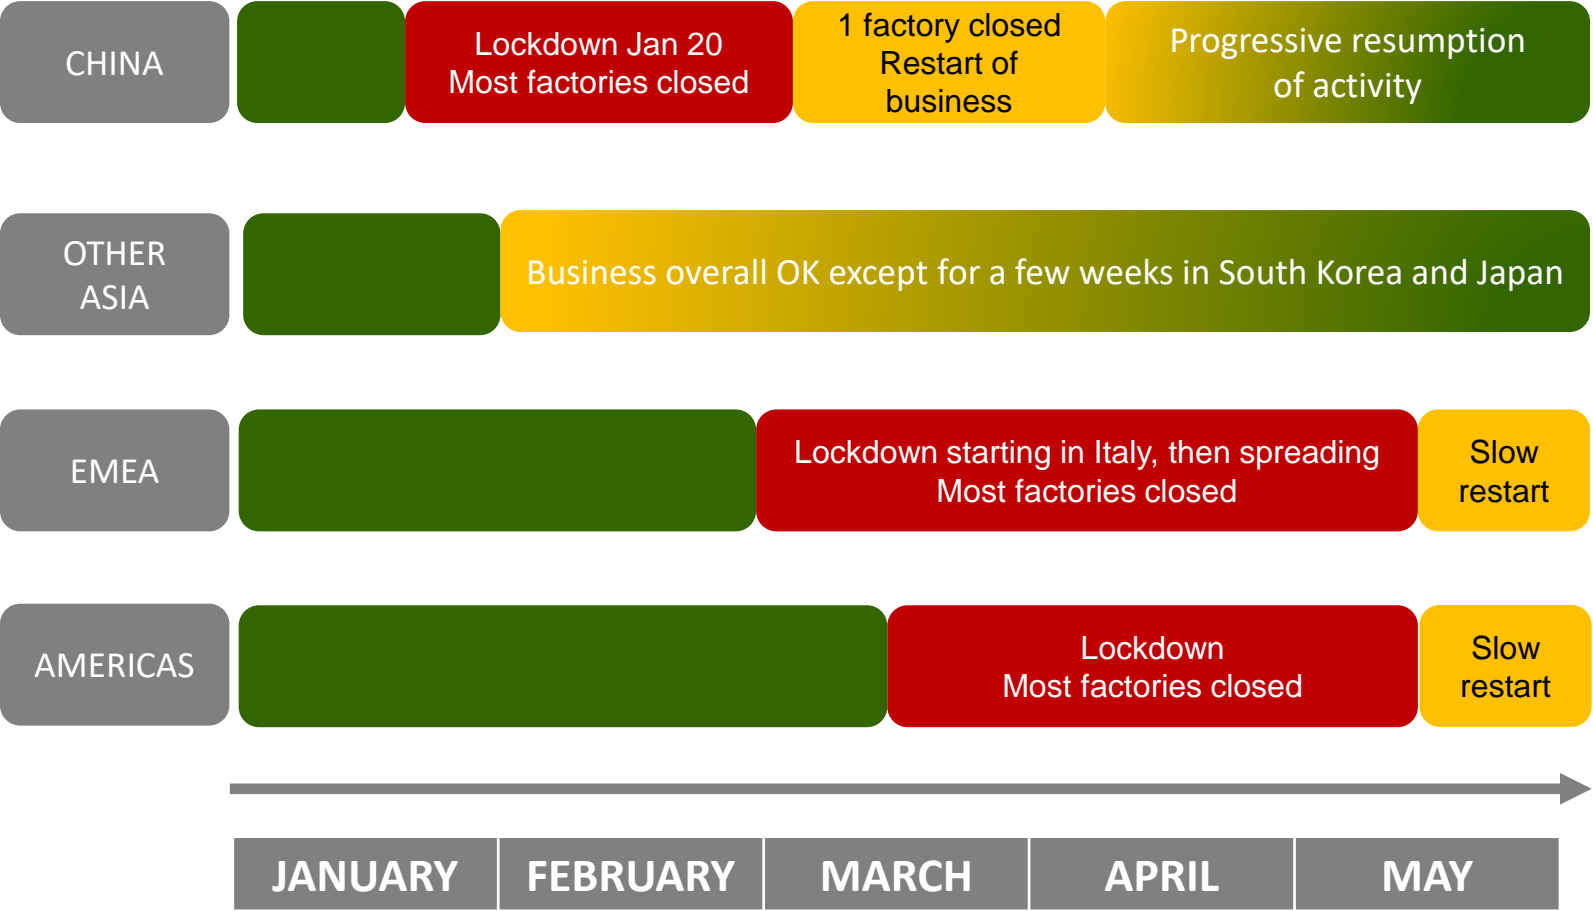 CHINA
Lockdown Jan 20
Most factories closed
1 factory closed
Restart of
business
Progressive resumption
of activity
OTHER
ASIA
Business overall OK except for a few weeks in South Korea and Japan
EMEA
Lockdown starting in Italy, then spreading
Most factories closed
Slow
restart
AMERICAS
Lockdown
Most factories closed
Slow
restart
JANUARY FEBRUARY MARCH APRIL MAY